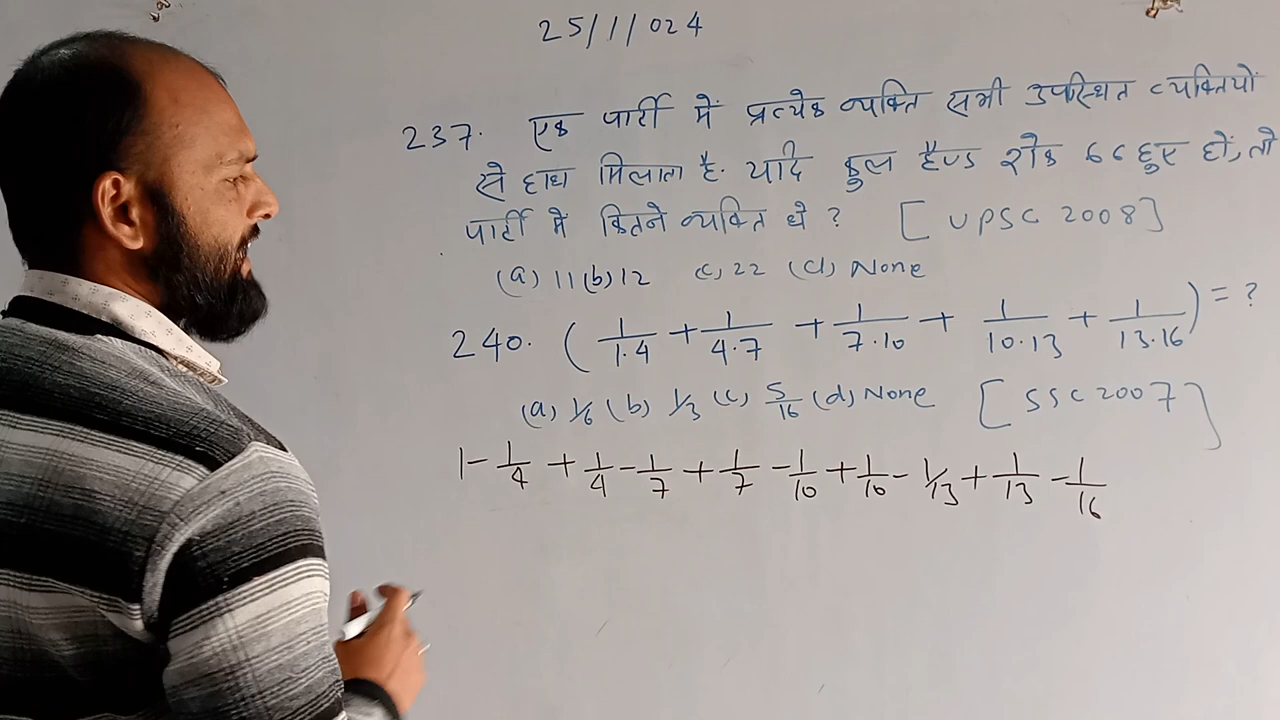 25/1/024
237. एक पार्टी में प्रत्येक व्यक्ति सभी उपस्थित व्यक्तियों
से हाथ मिलाता है. यदि कुल हैण्ड शेक 66 हुए हों, तो
पार्टी में कितने व्यक्ति थे ? [UPSC 2008]
(a) 11 (b) 12 (c) 22 (d) None
240. (1/1·4 + 1/4·7 + 1/7·10 + 1/10·13 + 1/13·16) = ?
(a) 1/6 (b) 1/3 (c) 5/16 (d) None [SSC 2007]
1 - 1/4 + 1/4 - 1/7 + 1/7 - 1/10 + 1/10 - 1/13 + 1/13 - 1/16